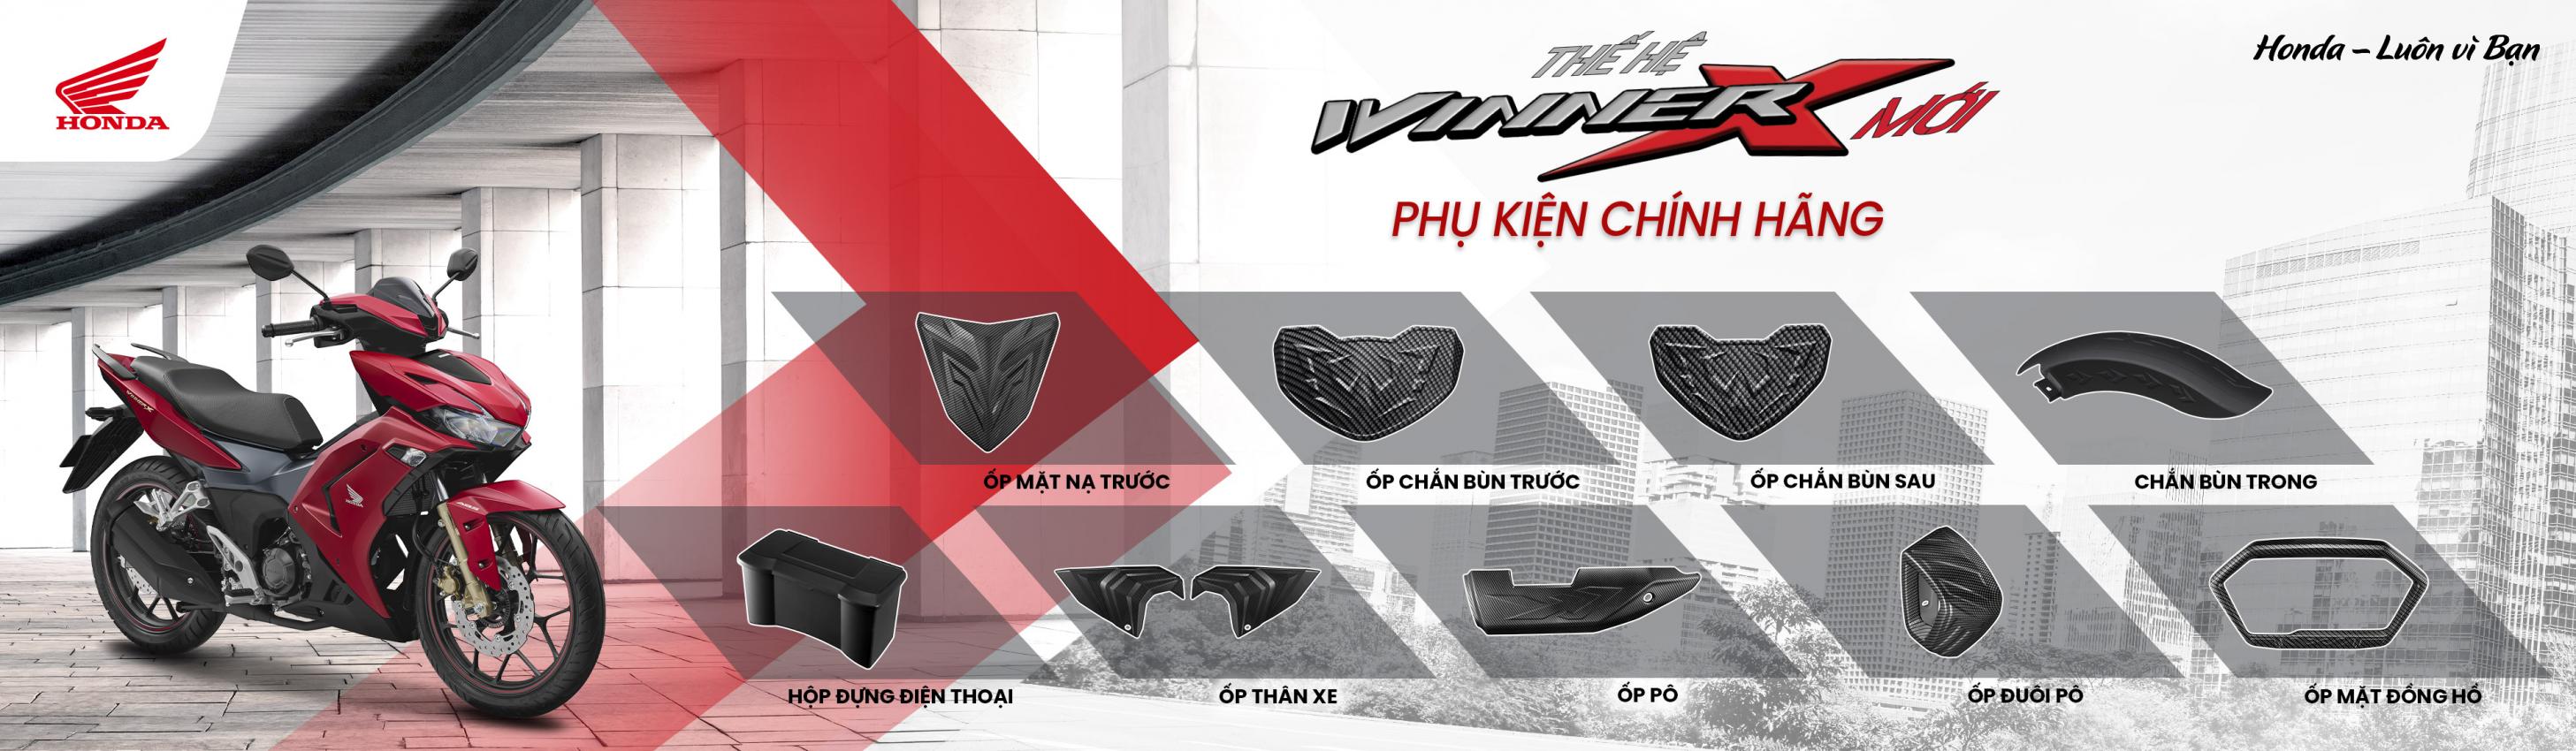 HONDA
THẾ HỆ
WINNER X MỚI
Honda – Luôn vì Bạn
PHỤ KIỆN CHÍNH HÃNG
ỐP MẶT NẠ TRƯỚC
ỐP CHẮN BÙN TRƯỚC
ỐP CHẮN BÙN SAU
CHẮN BÙN TRONG
HỘP ĐỰNG ĐIỆN THOẠI
ỐP THÂN XE
ỐP PÔ
ỐP ĐUÔI PÔ
ỐP MẶT ĐỒNG HỒ